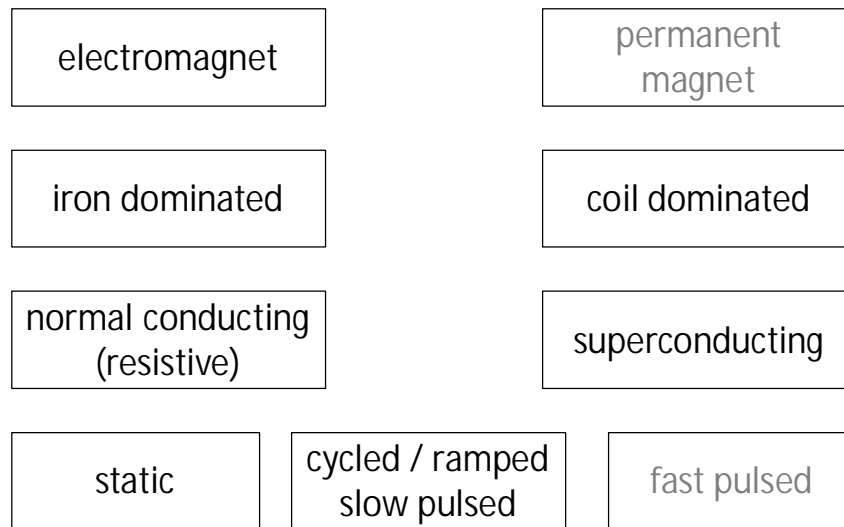 electromagnet
permanent
magnet
iron dominated
coil dominated
normal conducting
(resistive)
superconducting
static
cycled / ramped
slow pulsed
fast pulsed